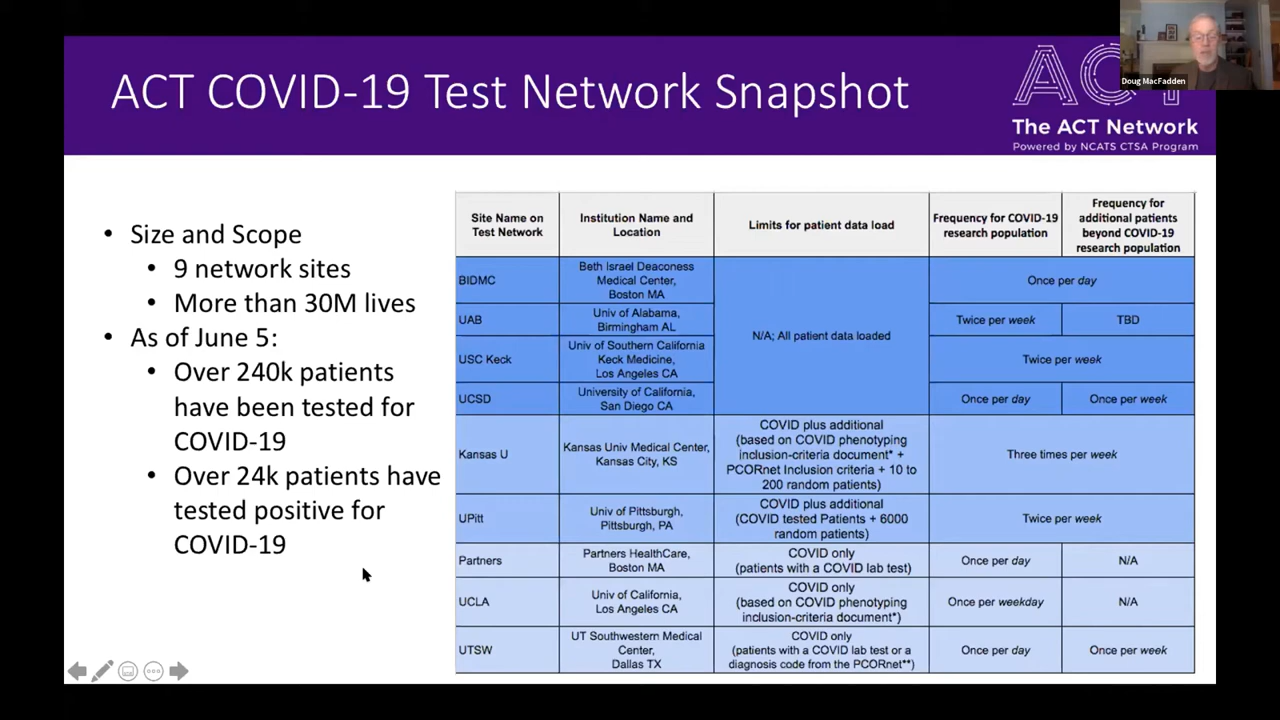 Doug MacFadden
ACT COVID-19 Test Network Snapshot
The ACT Network
Powered by NCATS CTSA Program
• Size and Scope
• 9 network sites
• More than 30M lives
• As of June 5:
• Over 240k patients
have been tested for
COVID-19
• Over 24k patients have
tested positive for
COVID-19
Site Name on
Test Network
Institution Name and
Location
Limits for patient data load
Frequency for COVID-19
research population
Frequency for
additional patients
beyond COVID-19
research population
BIDMC
Beth Israel Deaconess
Medical Center,
Boston MA
N/A; All patient data loaded
Once per day
UAB
Univ of Alabama,
Birmingham AL
Twice per week
TBD
USC Keck
Univ of Southern California
Keck Medicine,
Los Angeles CA
Twice per week
UCSD
University of California,
San Diego CA
Once per day
Once per week
Kansas U
Kansas Univ Medical Center,
Kansas City, KS
COVID plus additional
(based on COVID phenotyping
inclusion-criteria document* +
PCORnet Inclusion criteria + 10 to
200 random patients)
Three times per week
UPitt
Univ of Pittsburgh,
Pittsburgh, PA
COVID plus additional
(COVID tested Patients + 6000
random patients)
Twice per week
Partners
Partners HealthCare,
Boston MA
COVID only
(patients with a COVID lab test)
Once per day
N/A
UCLA
Univ of California,
Los Angeles CA
COVID only
(based on COVID phenotyping
inclusion-criteria document*)
Once per weekday
N/A
UTSW
UT Southwestern Medical
Center,
Dallas TX
COVID only
(patients with a COVID lab test or a
diagnosis code from the PCORnet**)
Once per day
Once per week